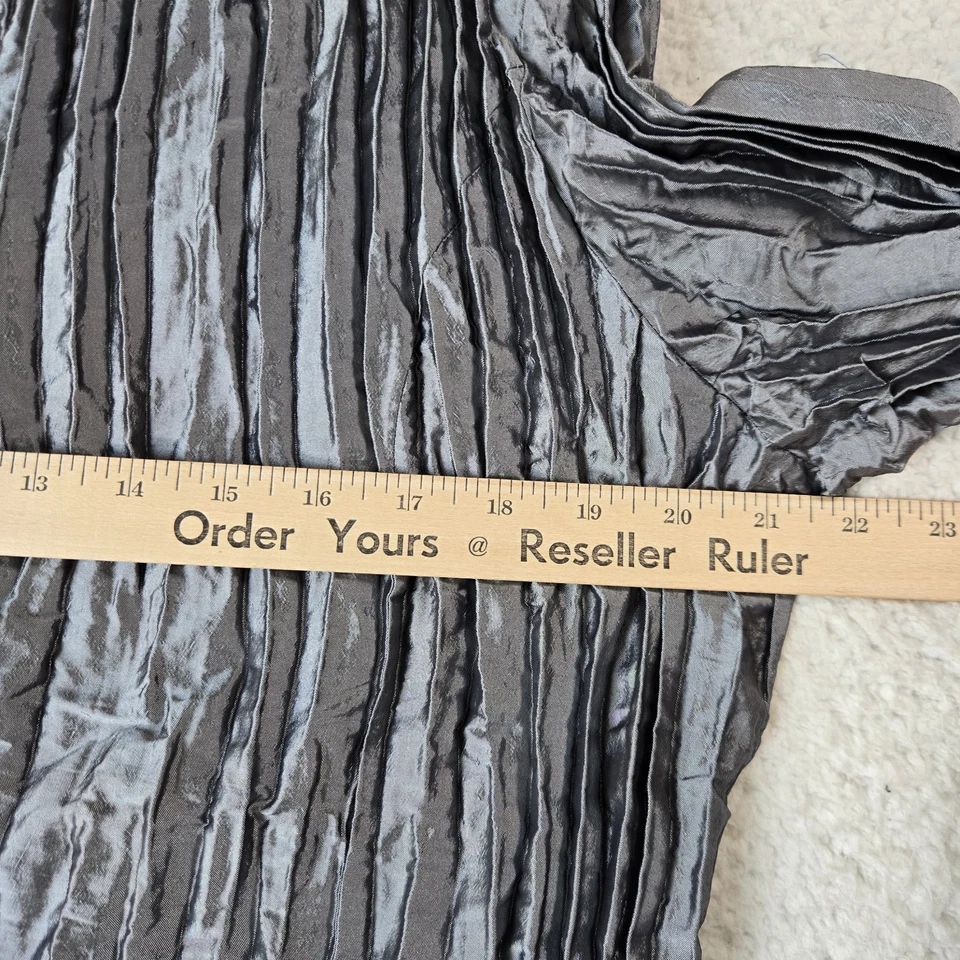 13 14 15 16 17 18 19 20 21 22 23
Order Yours @ Reseller Ruler